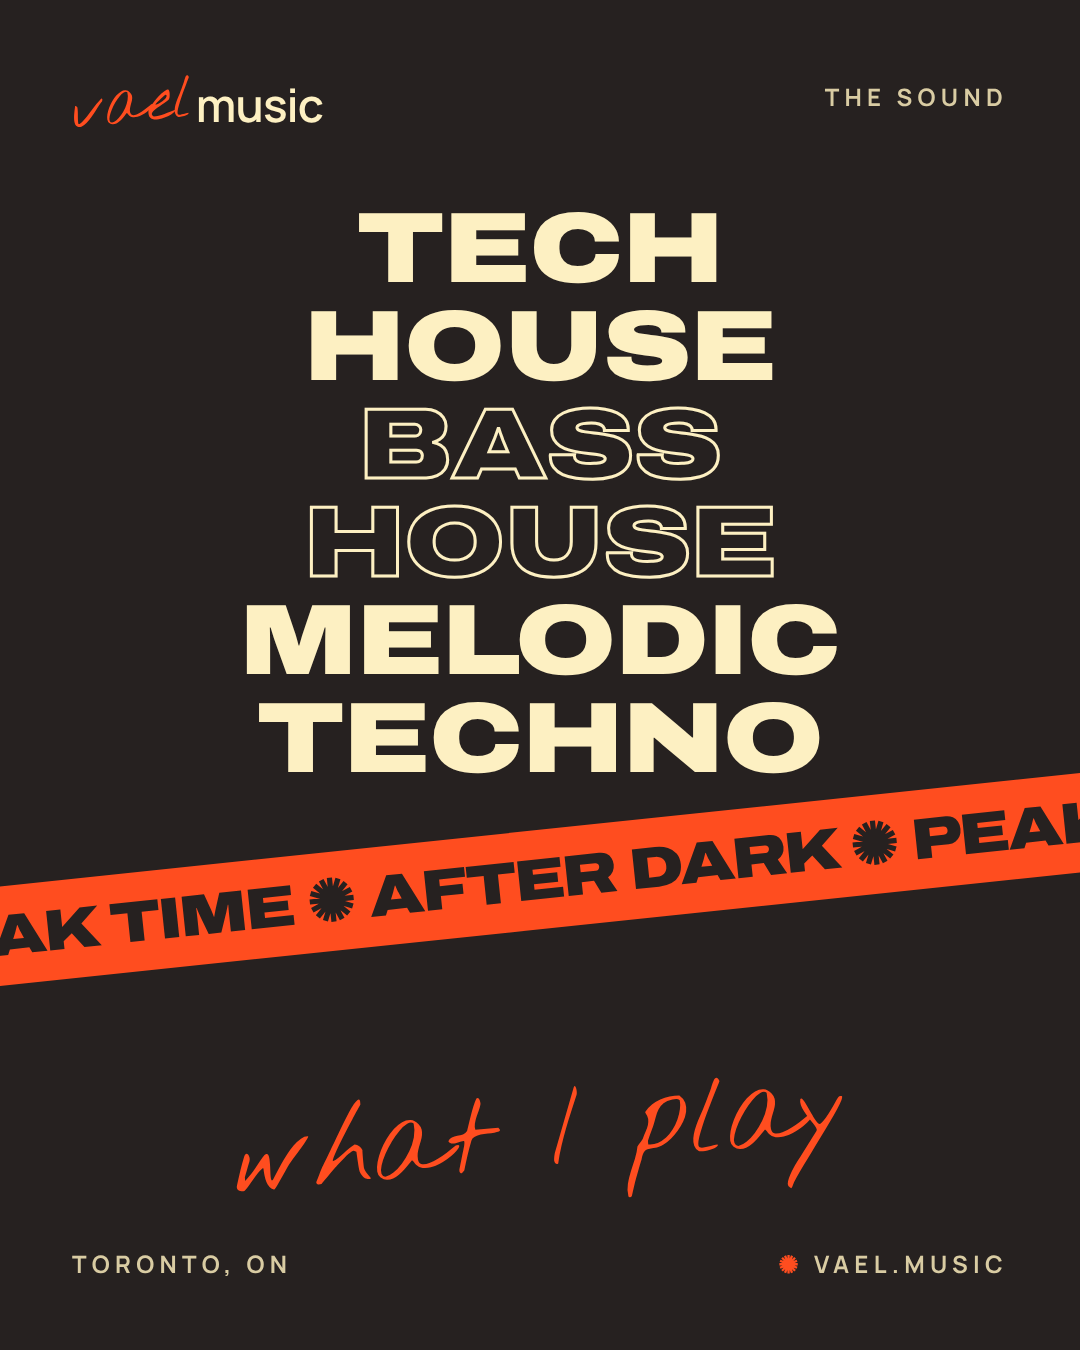 vael music
THE SOUND
TECH
HOUSE
BASS
HOUSE
MELODIC
TECHNO
AK TIME ✺ AFTER DARK ✺ PEAK
what I play
TORONTO, ON
VAEL.MUSIC